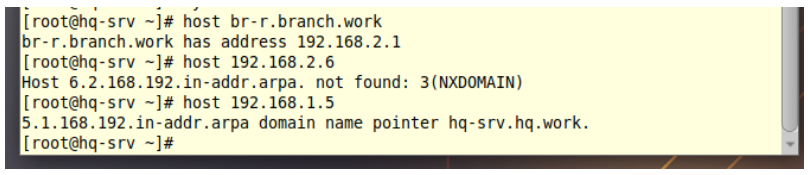 [root@hq-srv ~]# host br-r.branch.work
br-r.branch.work has address 192.168.2.1
[root@hq-srv ~]# host 192.168.2.6
Host 6.2.168.192.in-addr.arpa. not found: 3(NXDOMAIN)
[root@hq-srv ~]# host 192.168.1.5
5.1.168.192.in-addr.arpa domain name pointer hq-srv.hq.work.
[root@hq-srv ~]#